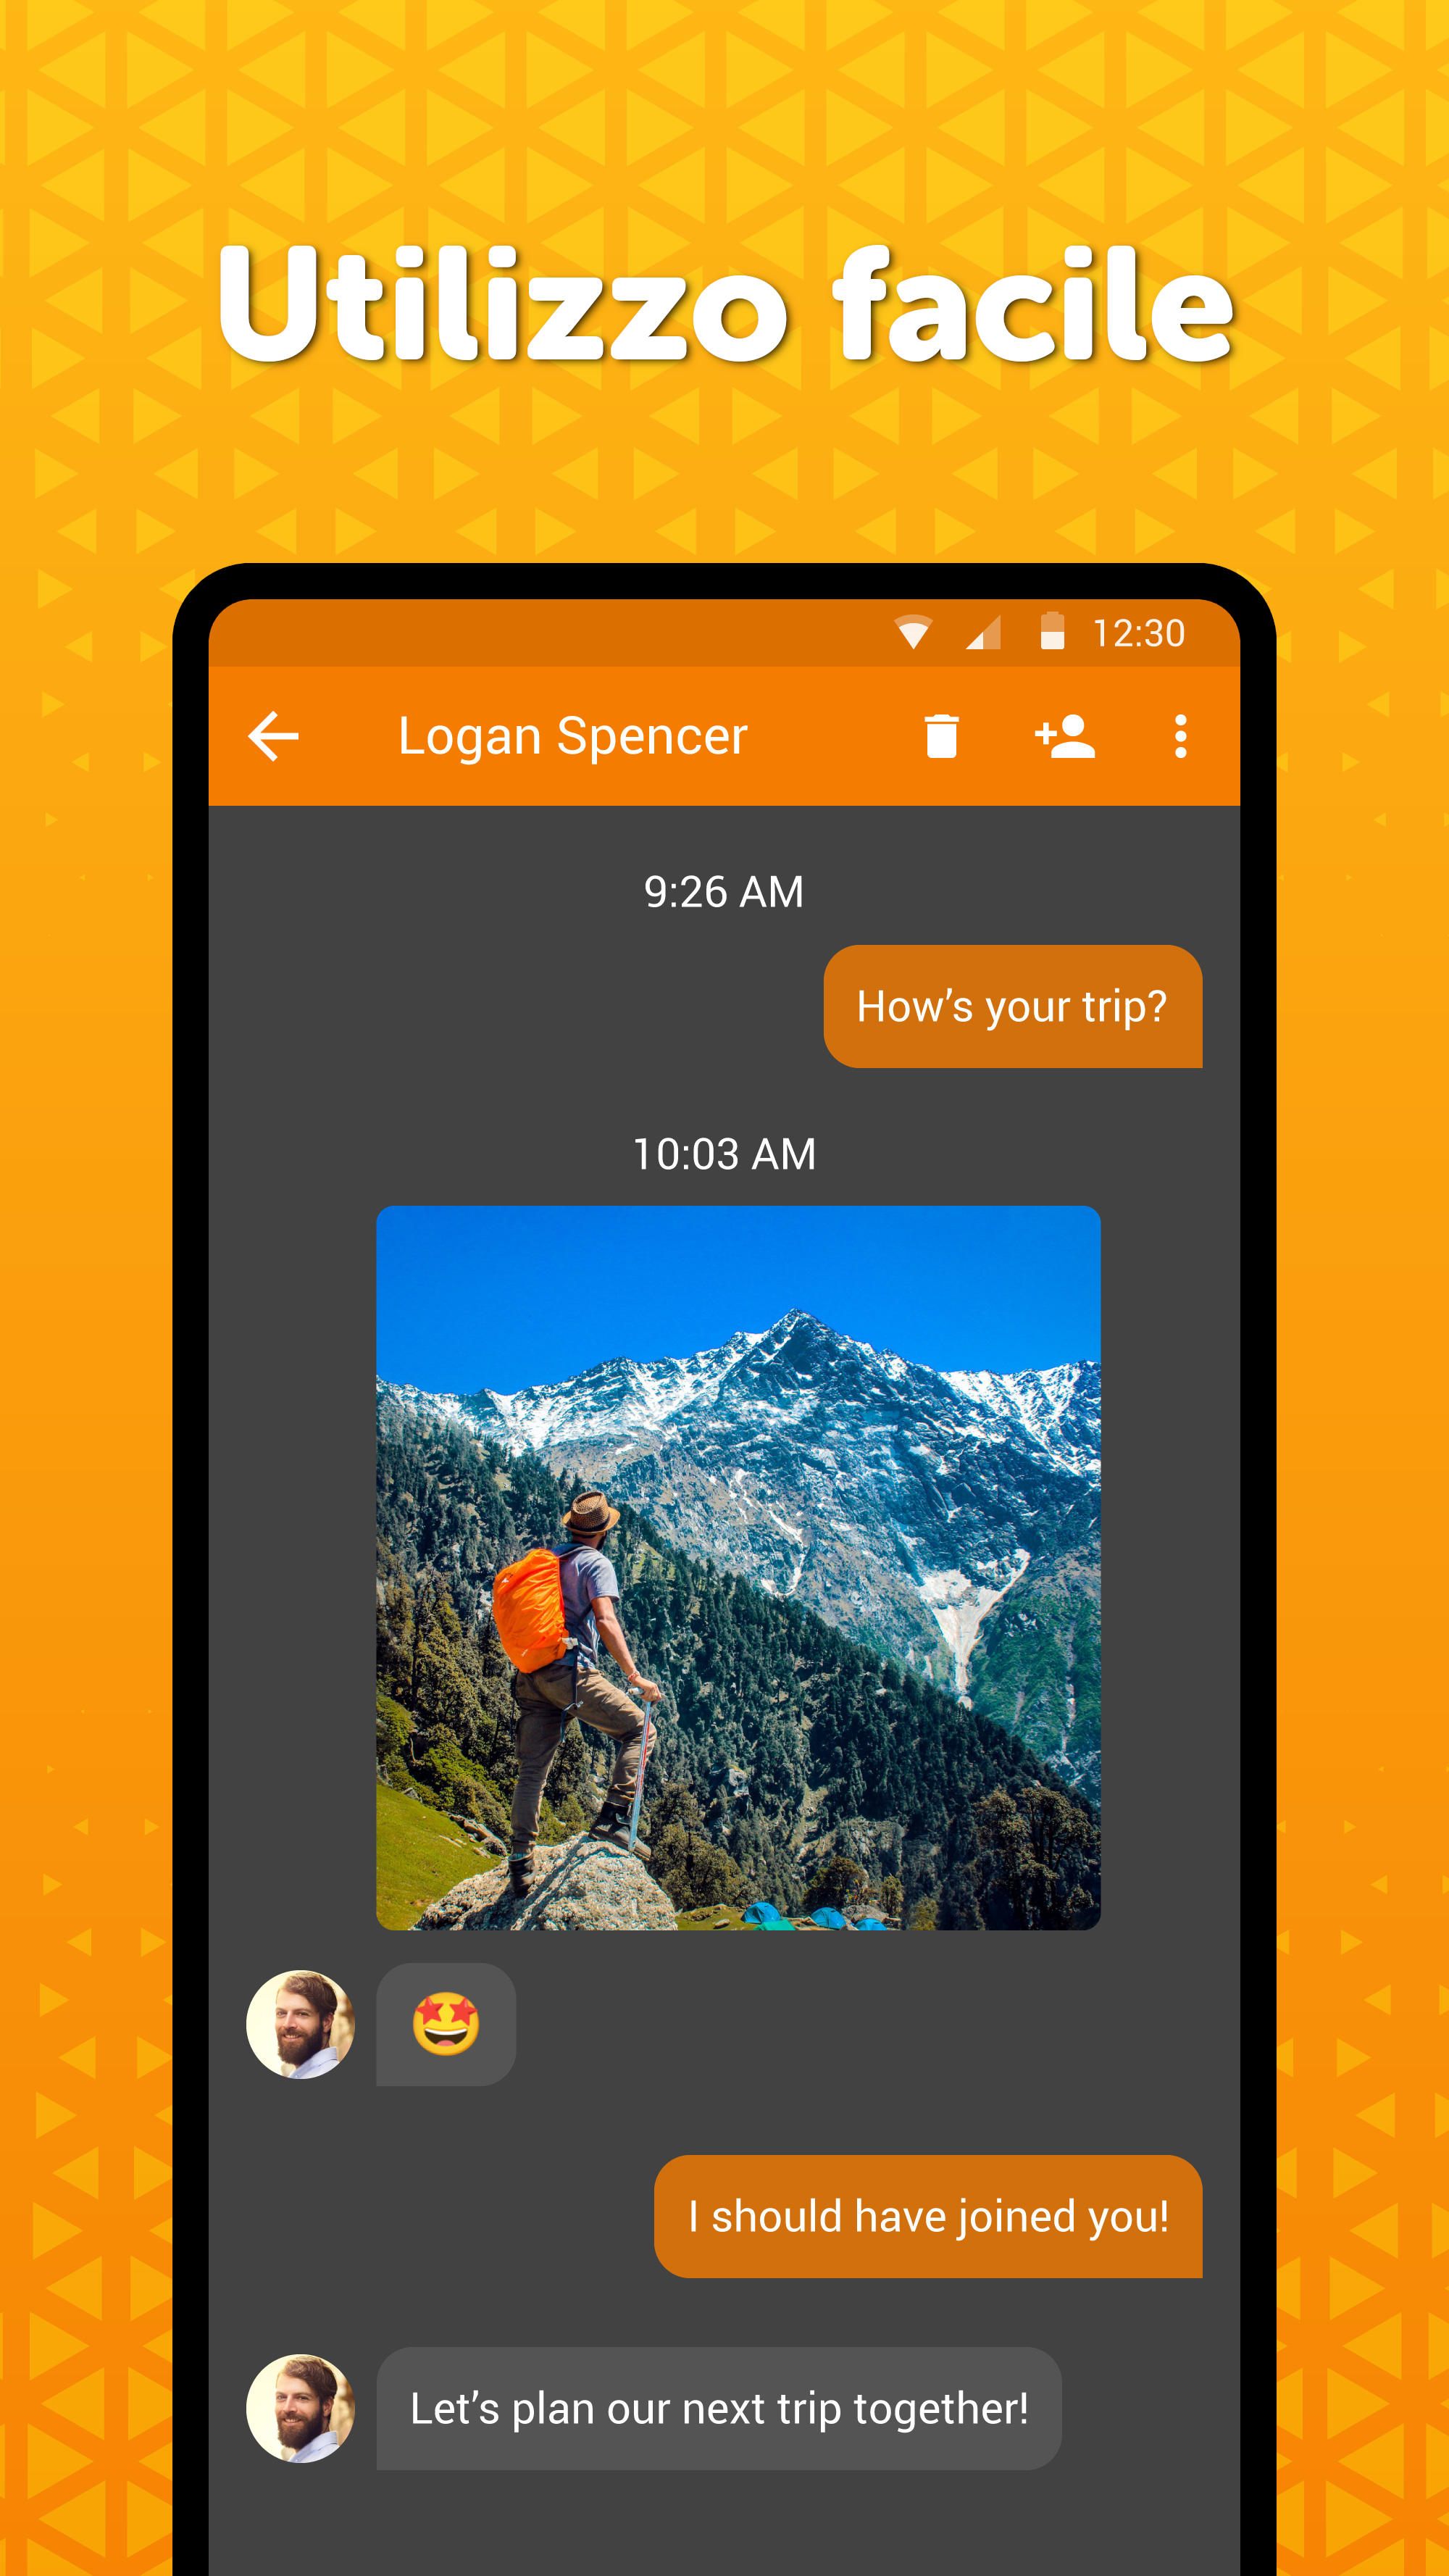 Utilizzo facile
12:30
Logan Spencer
9:26 AM
How’s your trip?
10:03 AM
I should have joined you!
Let’s plan our next trip together!